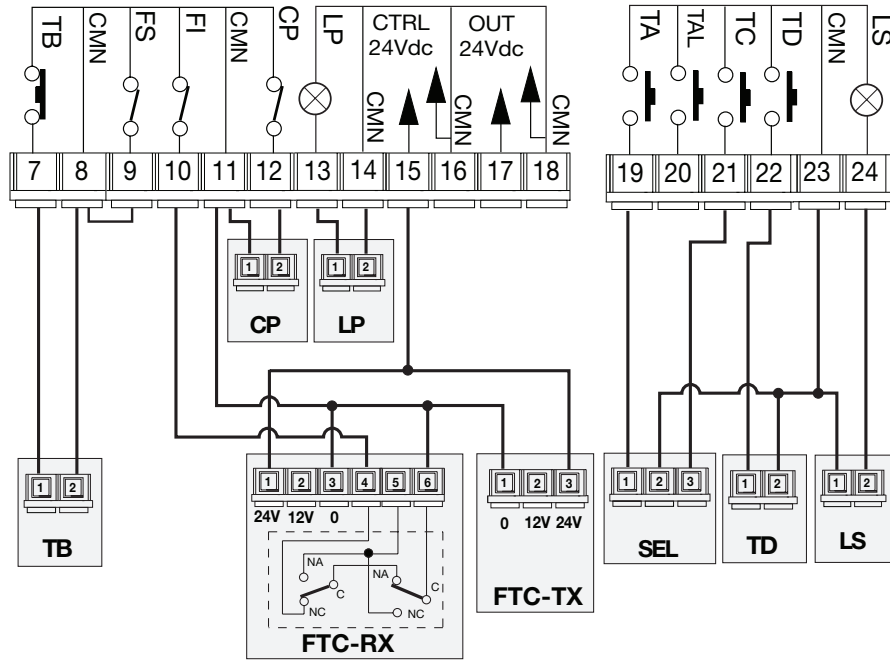 TB CMN FS FI CMN CP LP CTRL 24Vdc CMN CMN OUT 24Vdc CMN
TA TAL TC TD CMN LS
7 8 9 10 11 12 13 14 15 16 17 18
19 20 21 22 23 24
1 2
CP
1 2
LP
1 2
TB
1 2 3 4 5 6
24V 12V 0
NA
C
NC
NA
C
NC
FTC-RX
1 2 3
0 12V 24V
FTC-TX
1 2 3
SEL
1 2
TD
1 2
LS